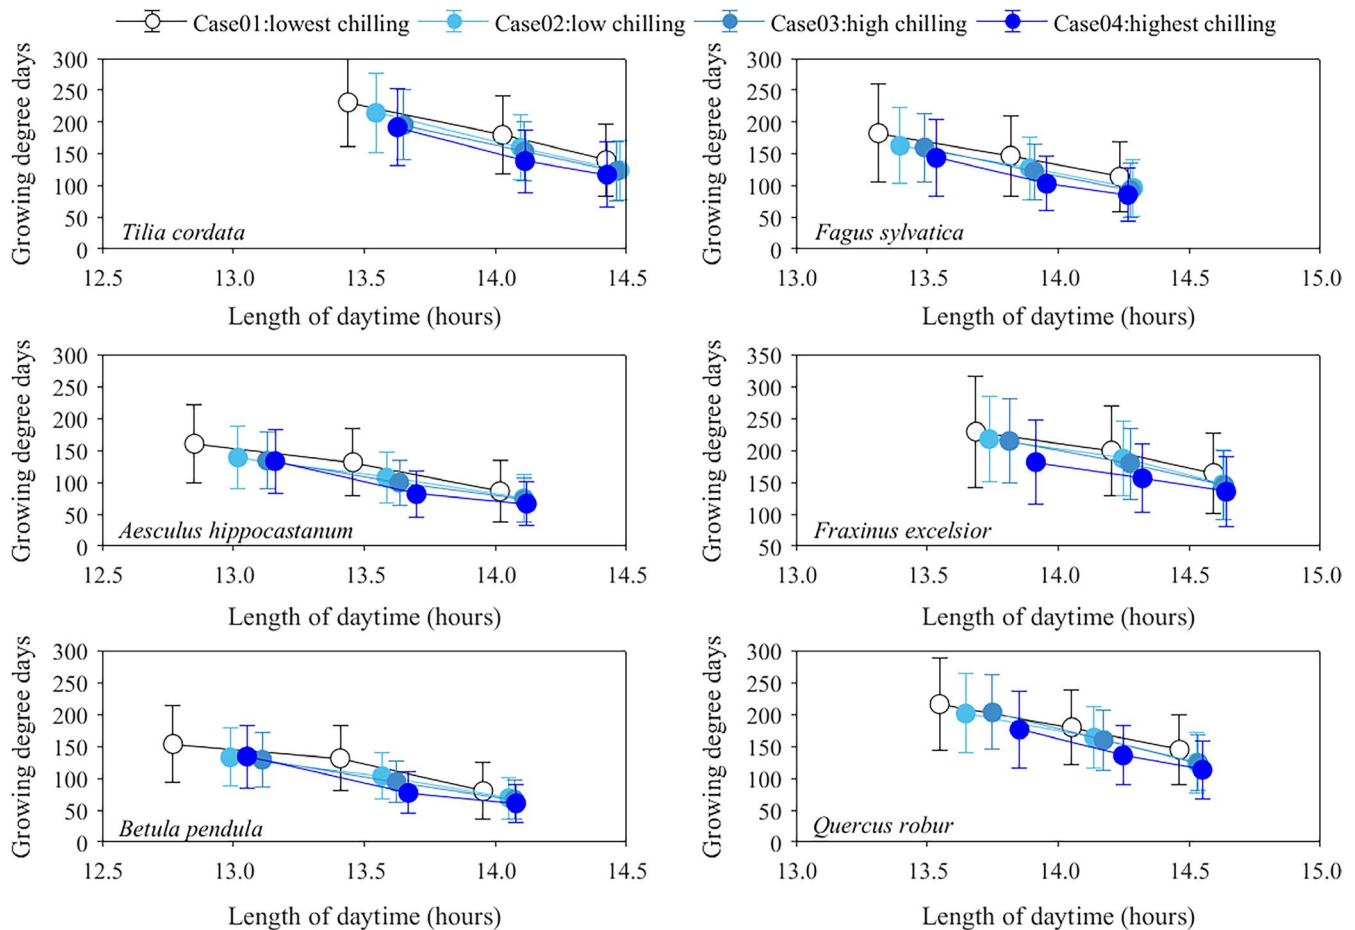 Case01:lowest chilling Case02:low chilling Case03:high chilling Case04:highest chilling
Growing degree days
300
250
200
150
100
50
0
Tilia cordata
12.5 13.0 13.5 14.0 14.5
Length of daytime (hours)
Growing degree days
300
250
200
150
100
50
0
Fagus sylvatica
13.0 13.5 14.0 14.5 15.0
Length of daytime (hours)
Growing degree days
300
250
200
150
100
50
0
Aesculus hippocastanum
12.5 13.0 13.5 14.0 14.5
Length of daytime (hours)
Growing degree days
350
300
250
200
150
100
50
Fraxinus excelsior
13.0 13.5 14.0 14.5 15.0
Length of daytime (hours)
Growing degree days
300
250
200
150
100
50
0
Betula pendula
12.5 13.0 13.5 14.0 14.5
Length of daytime (hours)
Growing degree days
300
250
200
150
100
50
0
Quercus robur
13.0 13.5 14.0 14.5 15.0
Length of daytime (hours)